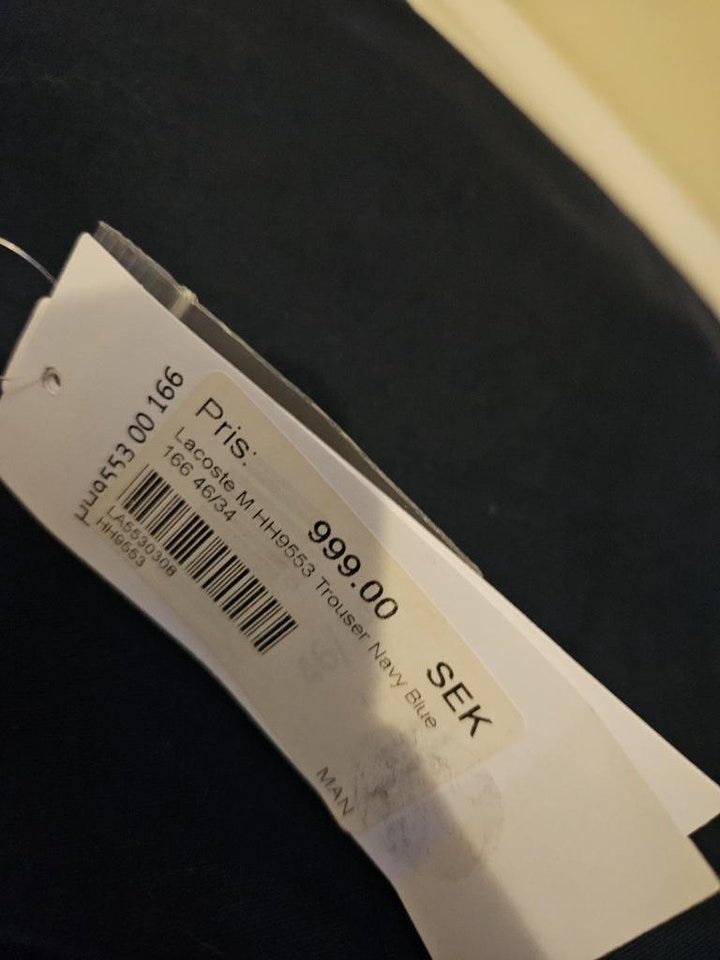 HH9553 00 166
Pris:
999.00 SEK
Lacoste M HH9553 Trouser Navy Blue
166 46/34
LA5530308
HH9553
MAN